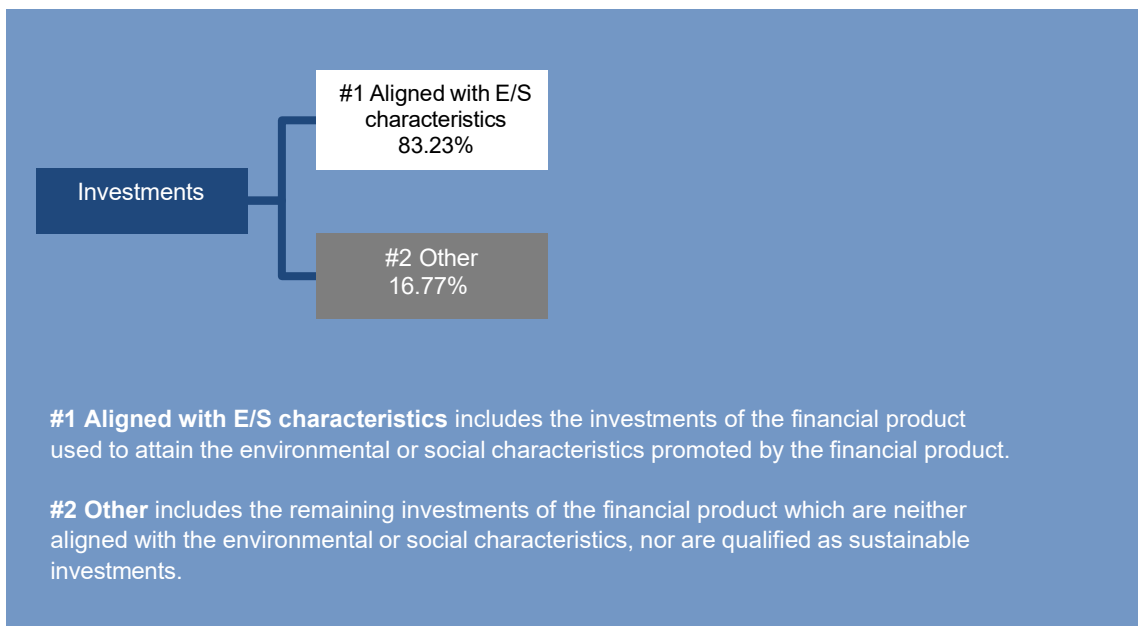 #1 Aligned with E/S
characteristics
83.23%
Investments
#2 Other
16.77%
#1 Aligned with E/S characteristics includes the investments of the financial product
used to attain the environmental or social characteristics promoted by the financial product.
#2 Other includes the remaining investments of the financial product which are neither
aligned with the environmental or social characteristics, nor are qualified as sustainable
investments.